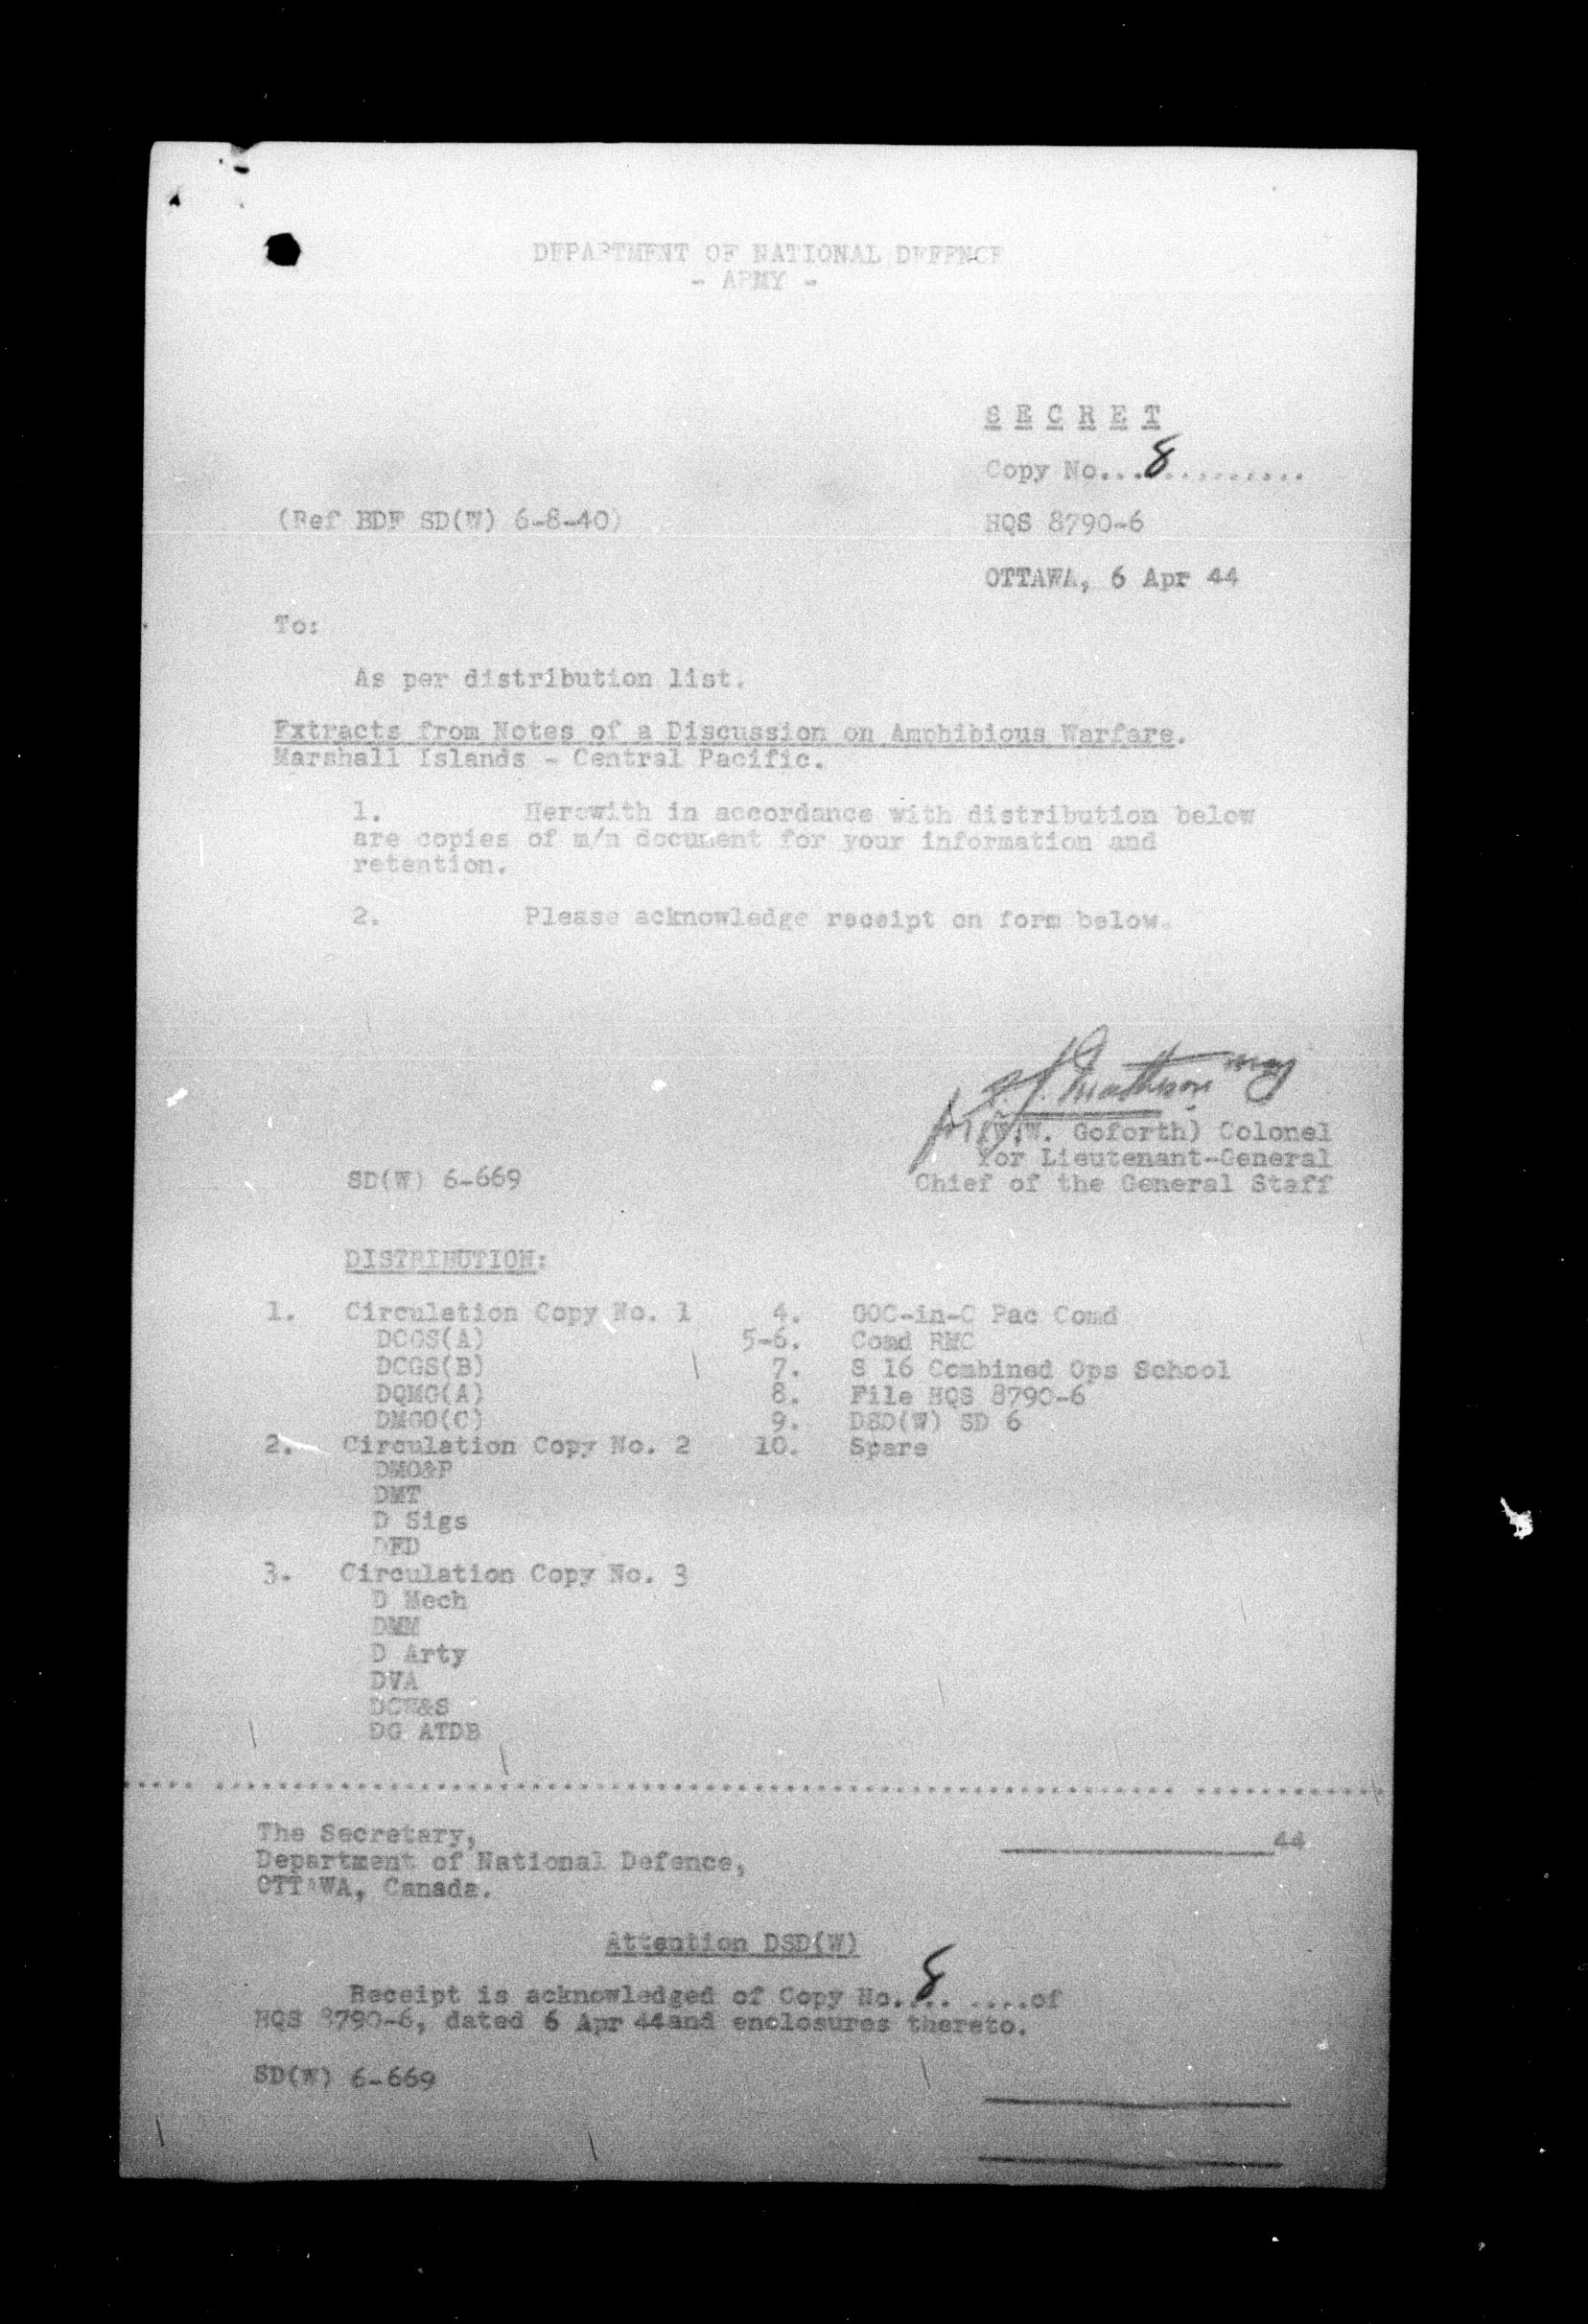 DEPARTMENT OF NATIONAL DEFENCE
- ARMY -
S E C R E T
Copy No...8...........
(Ref BDF SD(W) 6-8-40)
HQS 8790-6
OTTAWA, 6 Apr 44
To:
As per distribution list.
Extracts from Notes of a Discussion on Amphibious Warfare.
Marshall Islands - Central Pacific.
1. Herewith in accordance with distribution below
are copies of m/n document for your information and
retention.
2. Please acknowledge receipt on form below.
Matheson Maj
for (W.W. Goforth) Colonel
for Lieutenant-General
Chief of the General Staff
SD(W) 6-669
DISTRIBUTION:
1. Circulation Copy No. 1
DCGS(A)
DCGS(B)
DQMG(A)
DMGO(C)
2. Circulation Copy No. 2
DMO&P
DMT
D Sigs
DFD
3. Circulation Copy No. 3
D Mech
DMM
D Arty
DVA
DCE&S
DG ATDB
4. GOC-in-C Pac Comd
5-6. Comd RMC
7. S 16 Combined Ops School
8. File HQS 8790-6
9. DSD(W) SD 6
10. Spare
The Secretary,
Department of National Defence,
OTTAWA, Canada.
44
Attention DSD(W)
Receipt is acknowledged of Copy No.8... ....of
HQS 8790-6, dated 6 Apr 44and enclosures thereto.
SD(W) 6-669